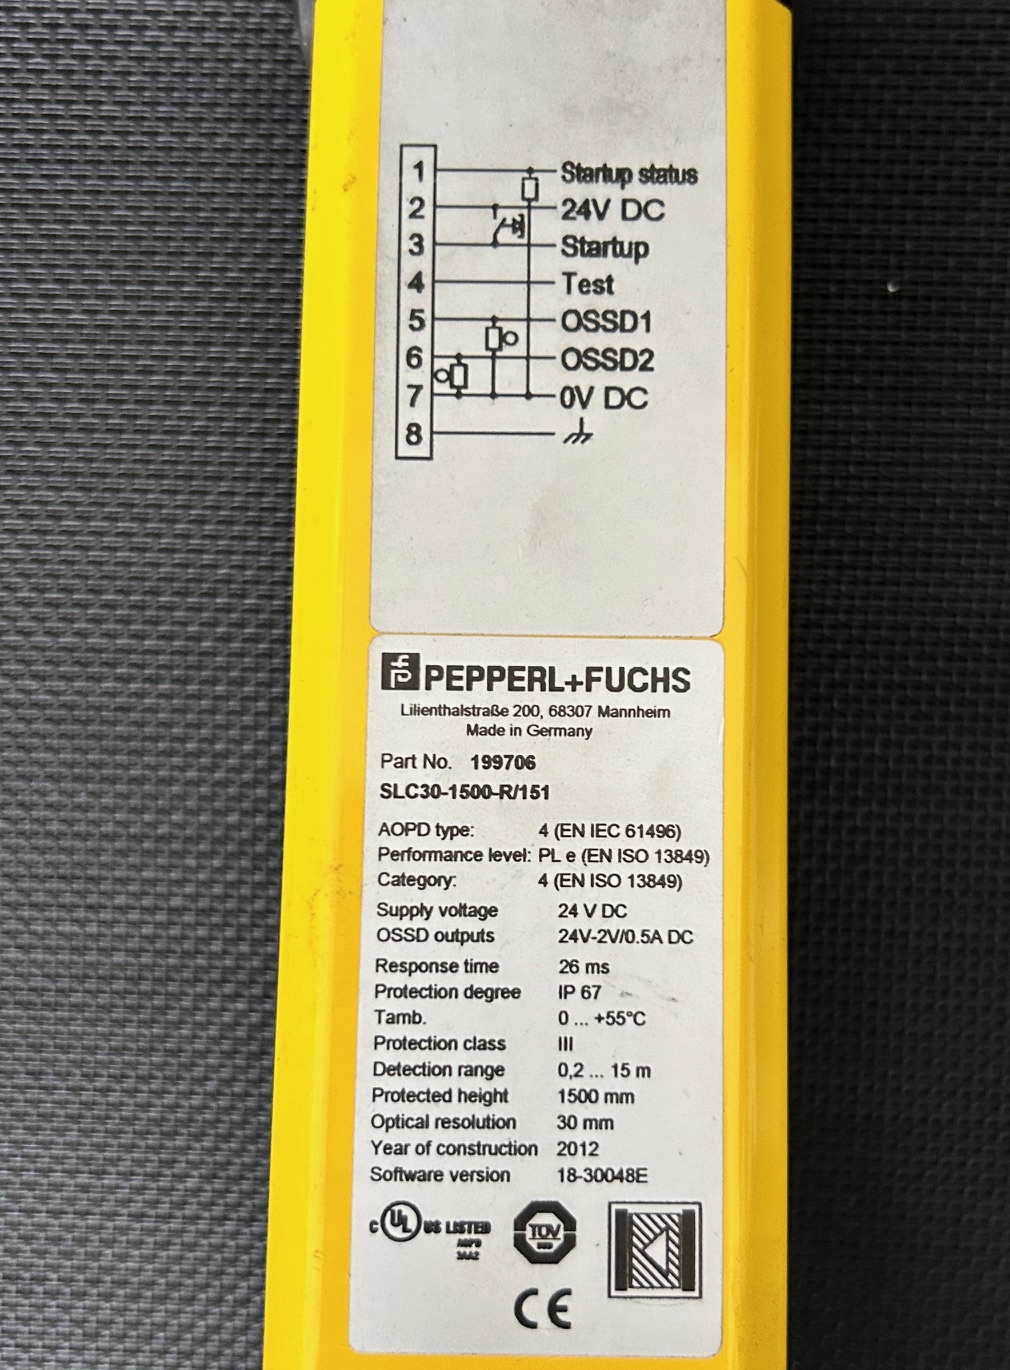 1 Startup status
2 24V DC
3 Startup
4 Test
5 OSSD1
6 OSSD2
7 0V DC
8
PEPPERL+FUCHS
Lilienthalstraße 200, 68307 Mannheim
Made in Germany
Part No. 199706
SLC30-1500-R/151
AOPD type: 4 (EN IEC 61496)
Performance level: PL e (EN ISO 13849)
Category: 4 (EN ISO 13849)
Supply voltage 24 V DC
OSSD outputs 24V-2V/0.5A DC
Response time 26 ms
Protection degree IP 67
Tamb. 0 ... +55°C
Protection class III
Detection range 0,2 ... 15 m
Protected height 1500 mm
Optical resolution 30 mm
Year of construction 2012
Software version 18-30048E
C UL US LISTED
AOPD
3AA2
TÜV
CE